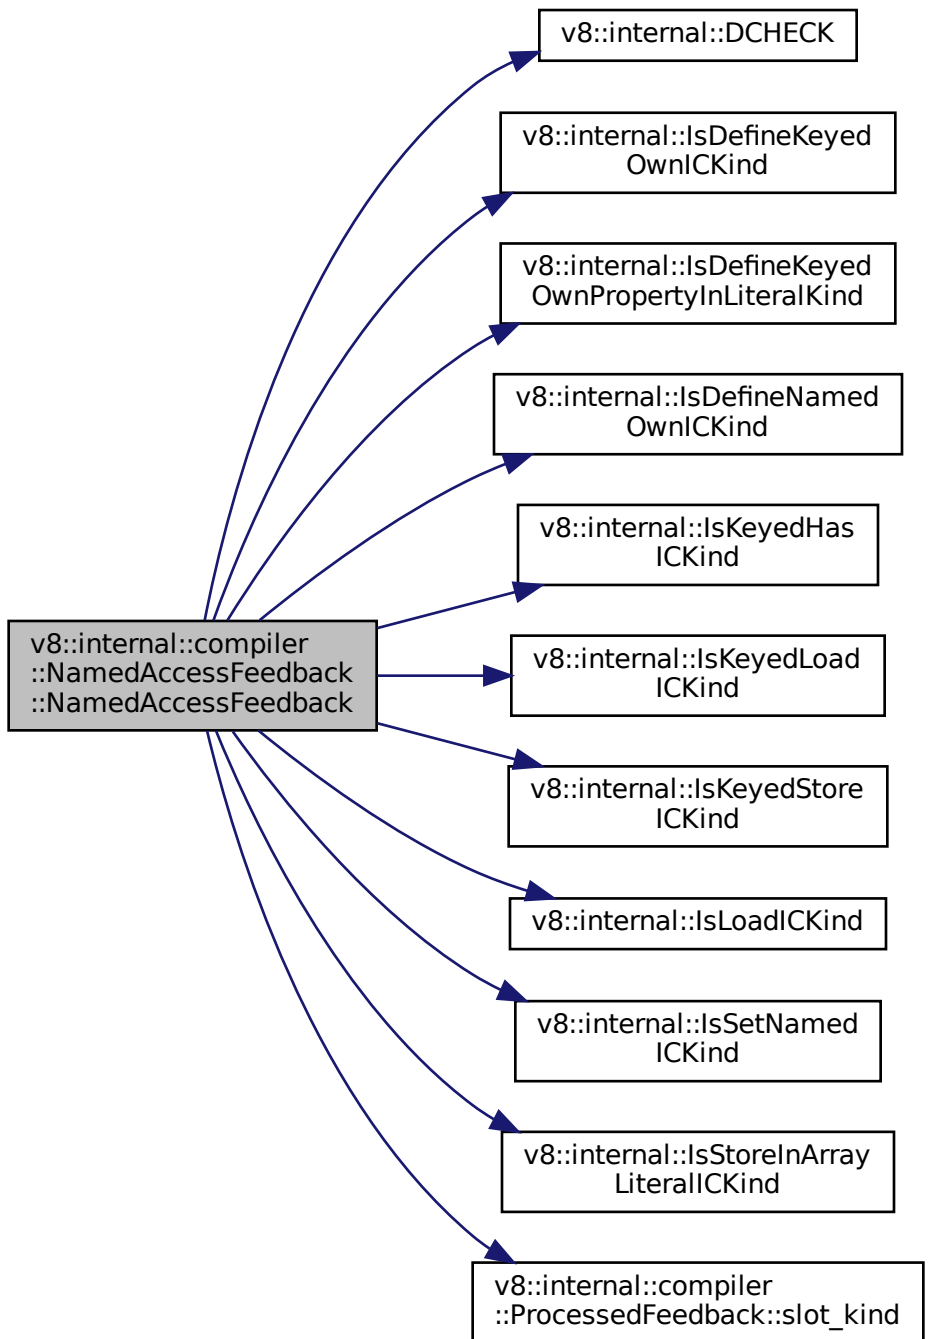 v8::internal::DCHECK
v8::internal::IsDefineKeyed
OwnICKind
v8::internal::IsDefineKeyed
OwnPropertyInLiteralKind
v8::internal::IsDefineNamed
OwnICKind
v8::internal::IsKeyedHas
ICKind
v8::internal::compiler
::NamedAccessFeedback
::NamedAccessFeedback
v8::internal::IsKeyedLoad
ICKind
v8::internal::IsKeyedStore
ICKind
v8::internal::IsLoadICKind
v8::internal::IsSetNamed
ICKind
v8::internal::IsStoreInArray
LiteralICKind
v8::internal::compiler
::ProcessedFeedback::slot_kind